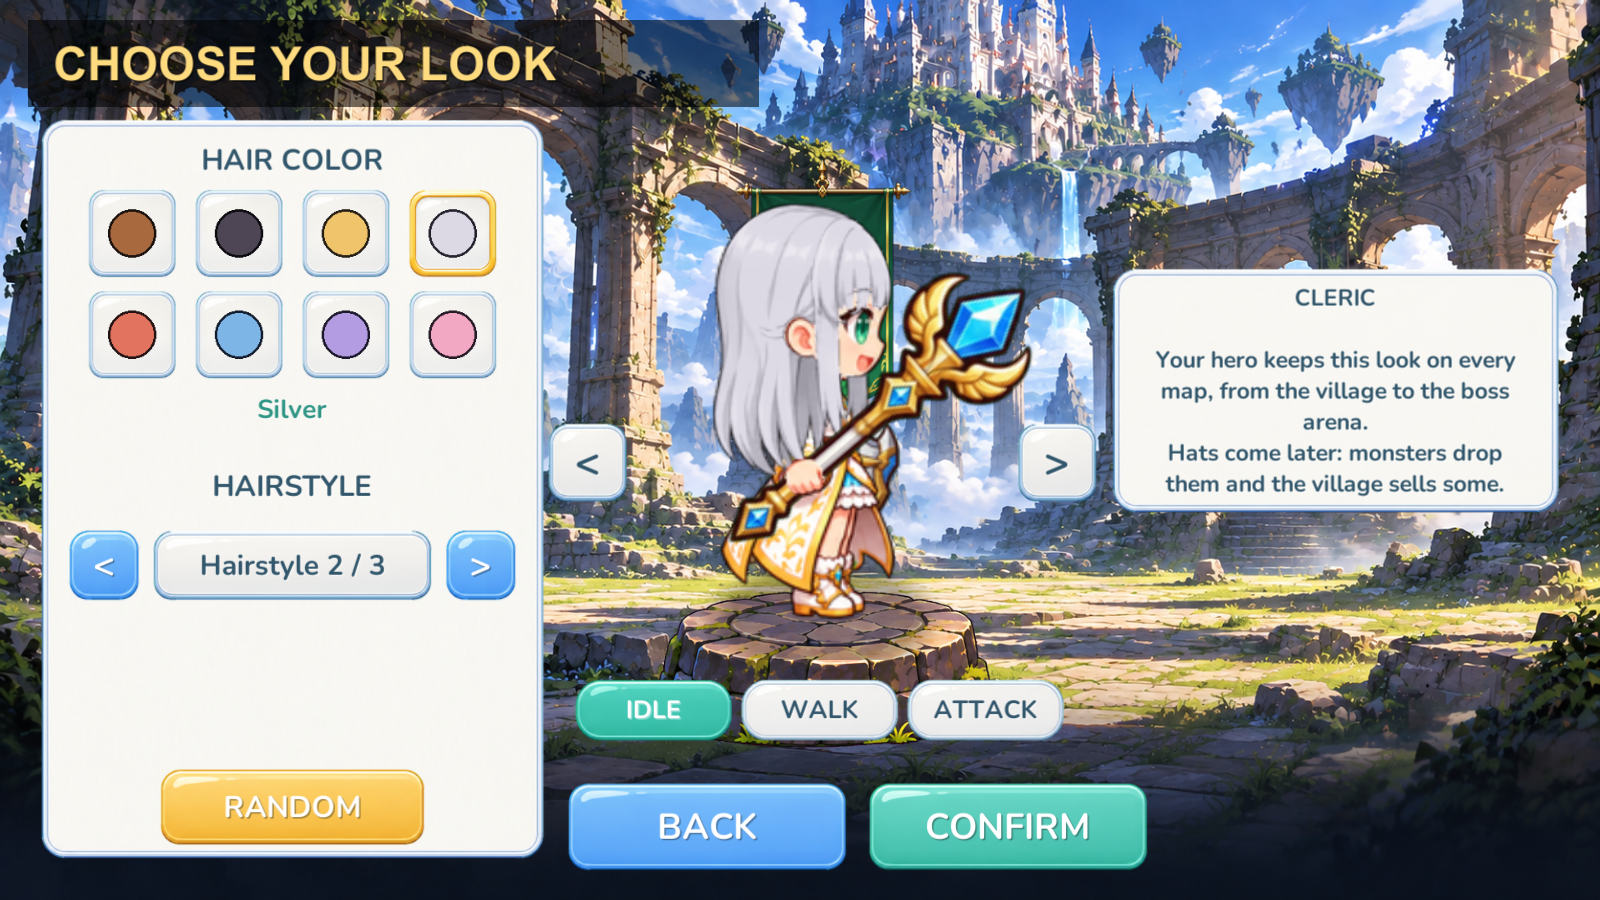 CHOOSE YOUR LOOK
HAIR COLOR
Silver
HAIRSTYLE
<
Hairstyle 2 / 3
>
RANDOM
<
>
IDLE
WALK
ATTACK
BACK
CONFIRM
CLERIC
Your hero keeps this look on every
map, from the village to the boss
arena.
Hats come later: monsters drop
them and the village sells some.